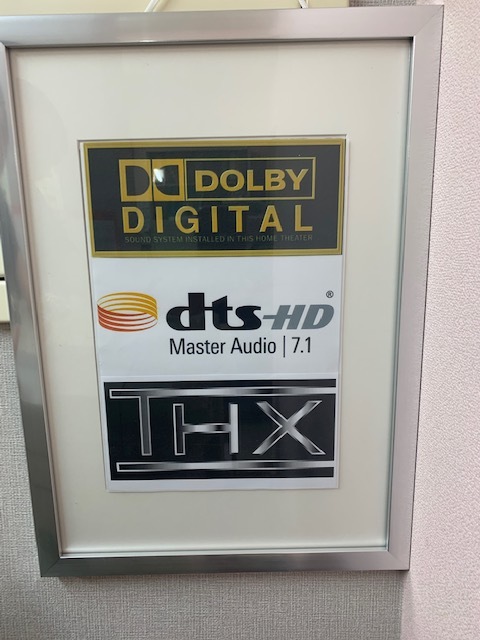 DOLBY
DIGITAL
SOUND SYSTEM INSTALLED IN THIS HOME THEATER
dts-HD®
Master Audio | 7.1
THX